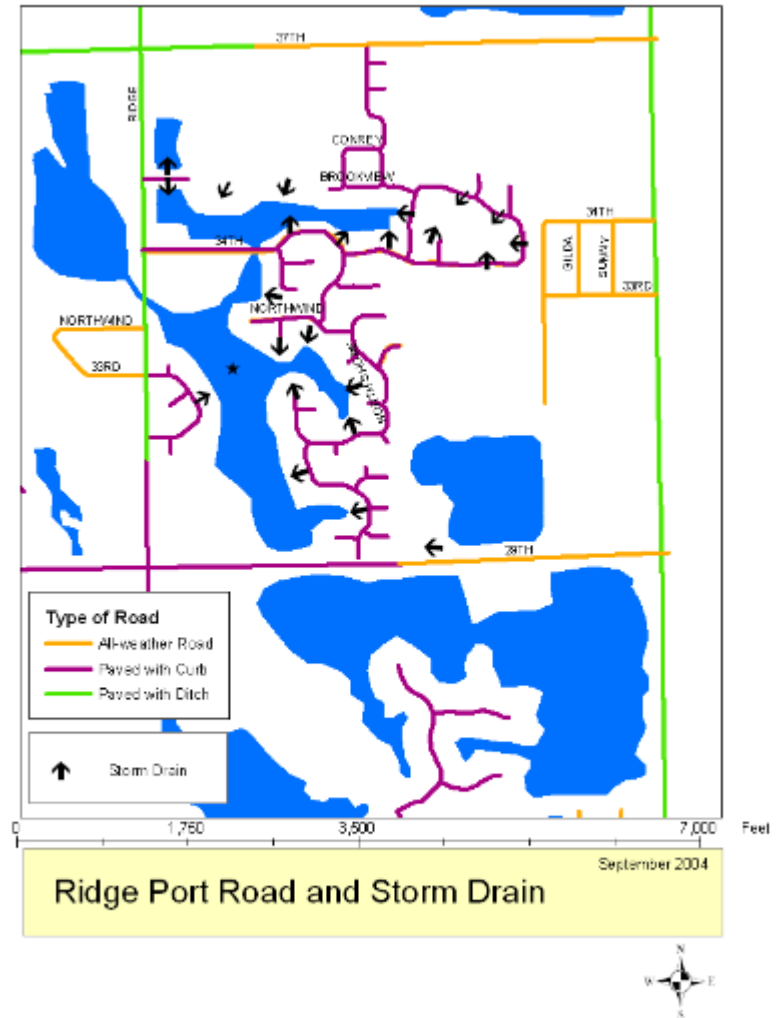 37TH
RIDGE
CONREY
BROOKVIEW
34TH
34TH
GILDA
SUNNY
33RD
NORTHWIND
NORTHWIND
33RD
29TH
Type of Road
All-weather Road
Paved with Curb
Paved with Ditch
Storm Drain
0 1,750 3,500 7,000 Feet
September 2004
Ridge Port Road and Storm Drain
N
W E
S